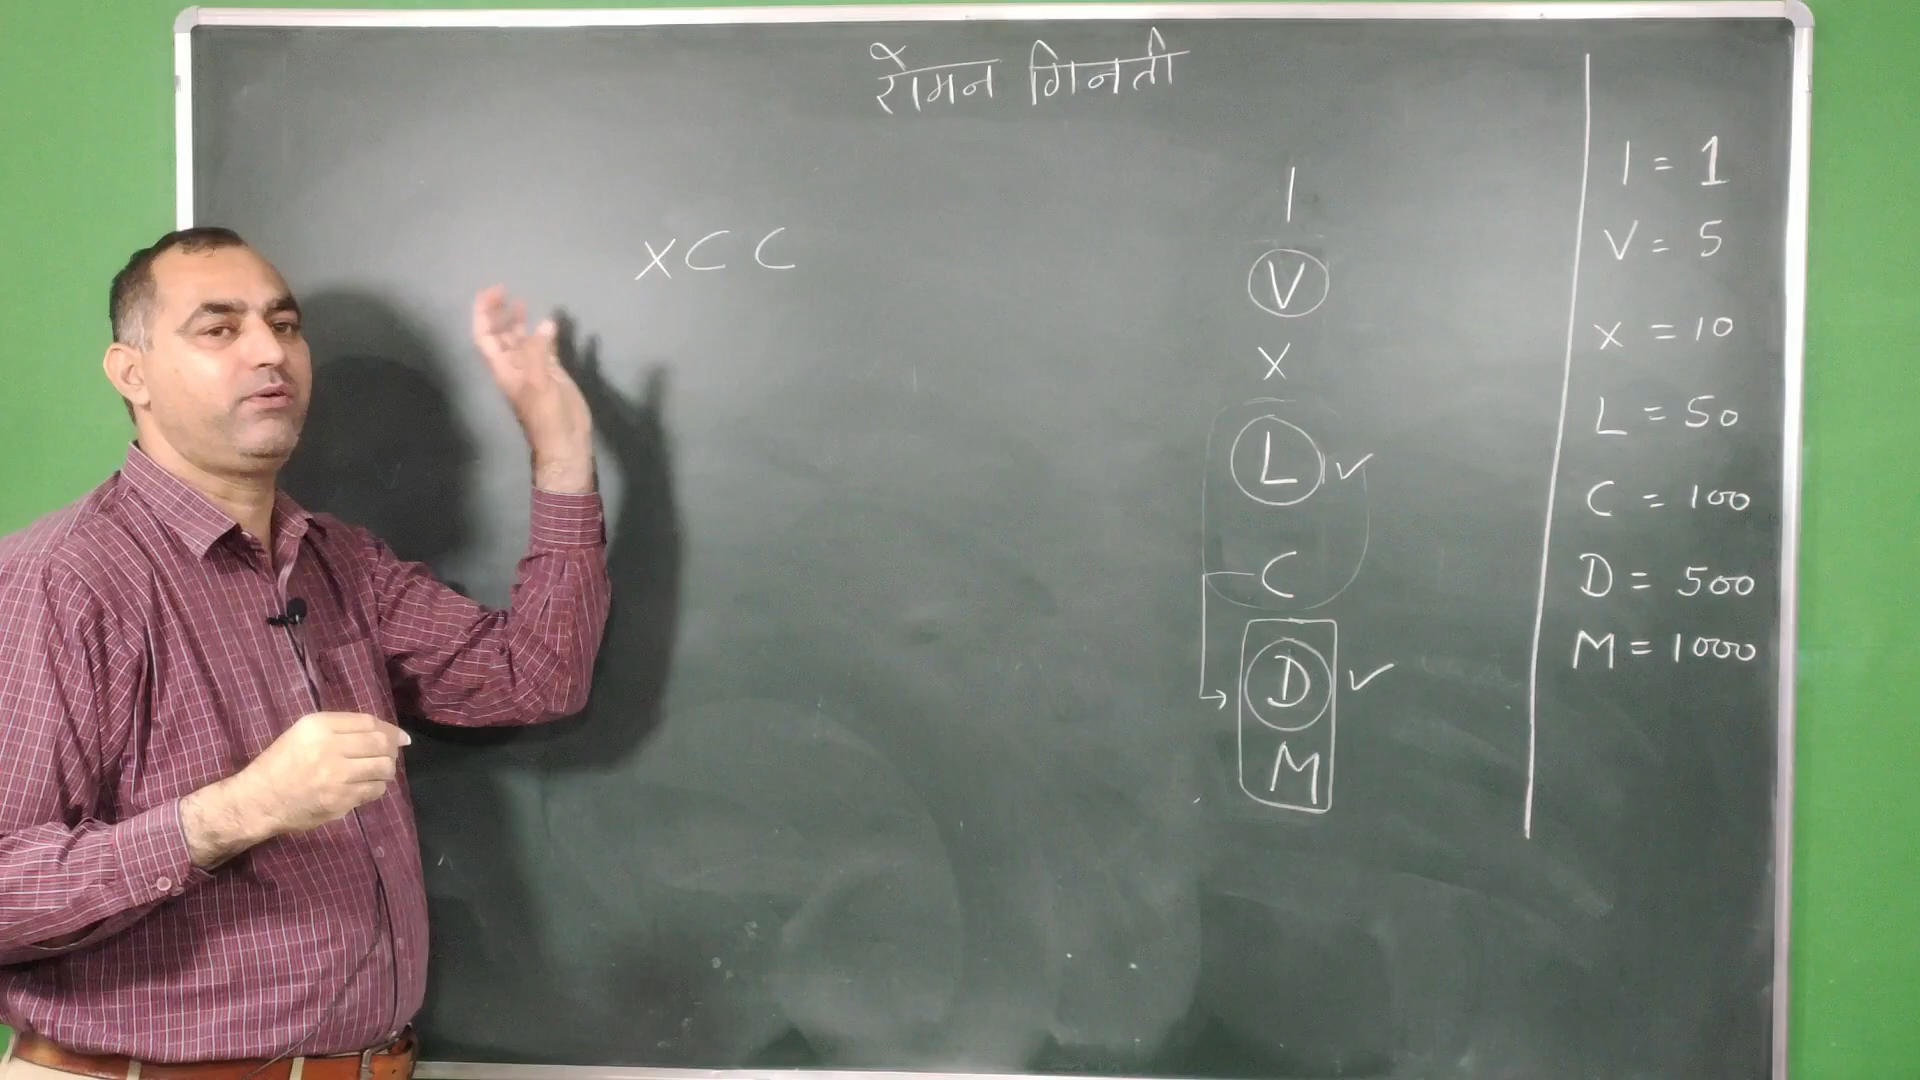 रोमन गिनती
XCC
I
V
X
L ✓
C
D ✓
M
I = 1
V = 5
X = 10
L = 50
C = 100
D = 500
M = 1000